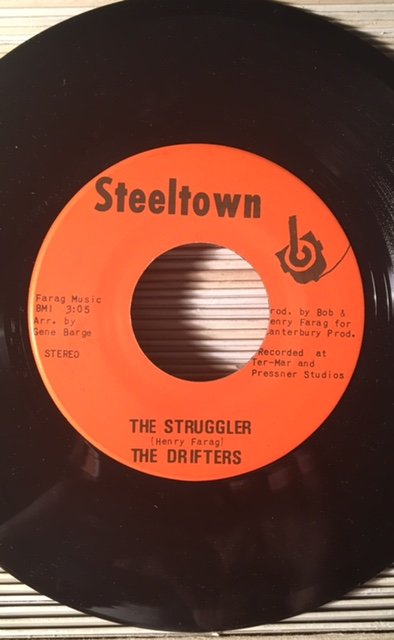 Steeltown
Farag Music
BMI 3:05
Arr. by
Gene Barge
STEREO
rod. by Bob &
enry Farag for
anterbury Prod.
Recorded at
Ter-Mar and
Pressner Studios
THE STRUGGLER
(Henry Farag)
THE DRIFTERS